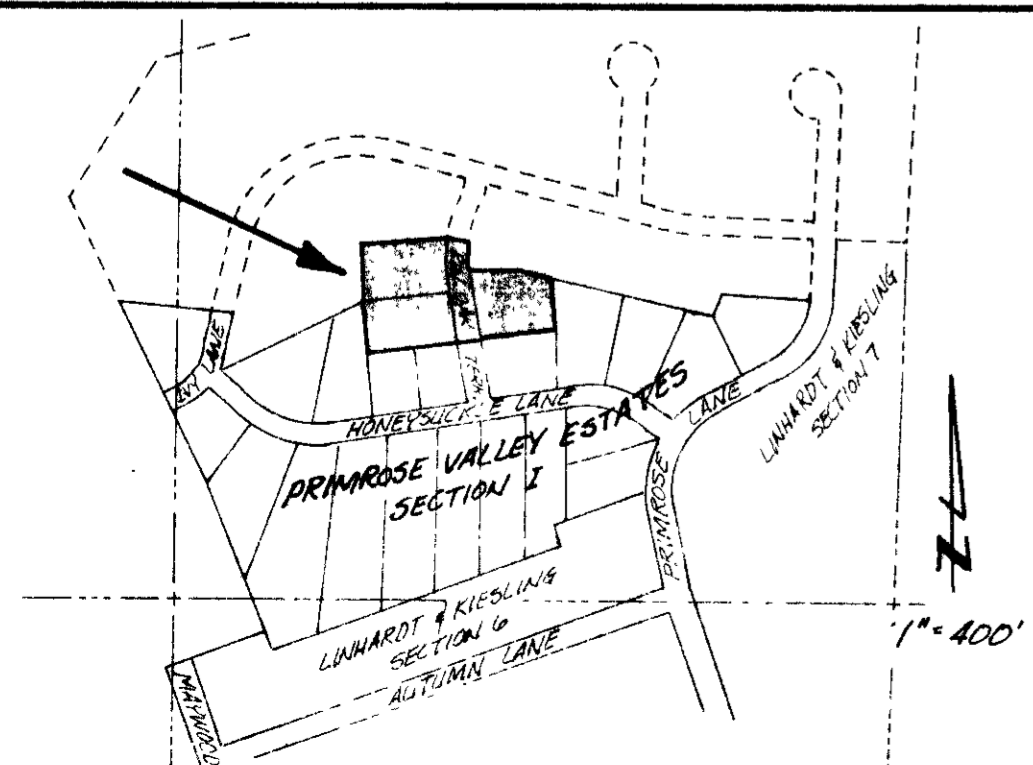 IVY LANE
HONEYSUCKLE LANE
PRIMROSE VALLEY ESTATES
SECTION I
PRIMROSE
LANE
LINHARDT & KIESLING
SECTION 7
LINHARDT & KIESLING
SECTION 6
AUTUMN LANE
MAYWOOD
N
1"=400'